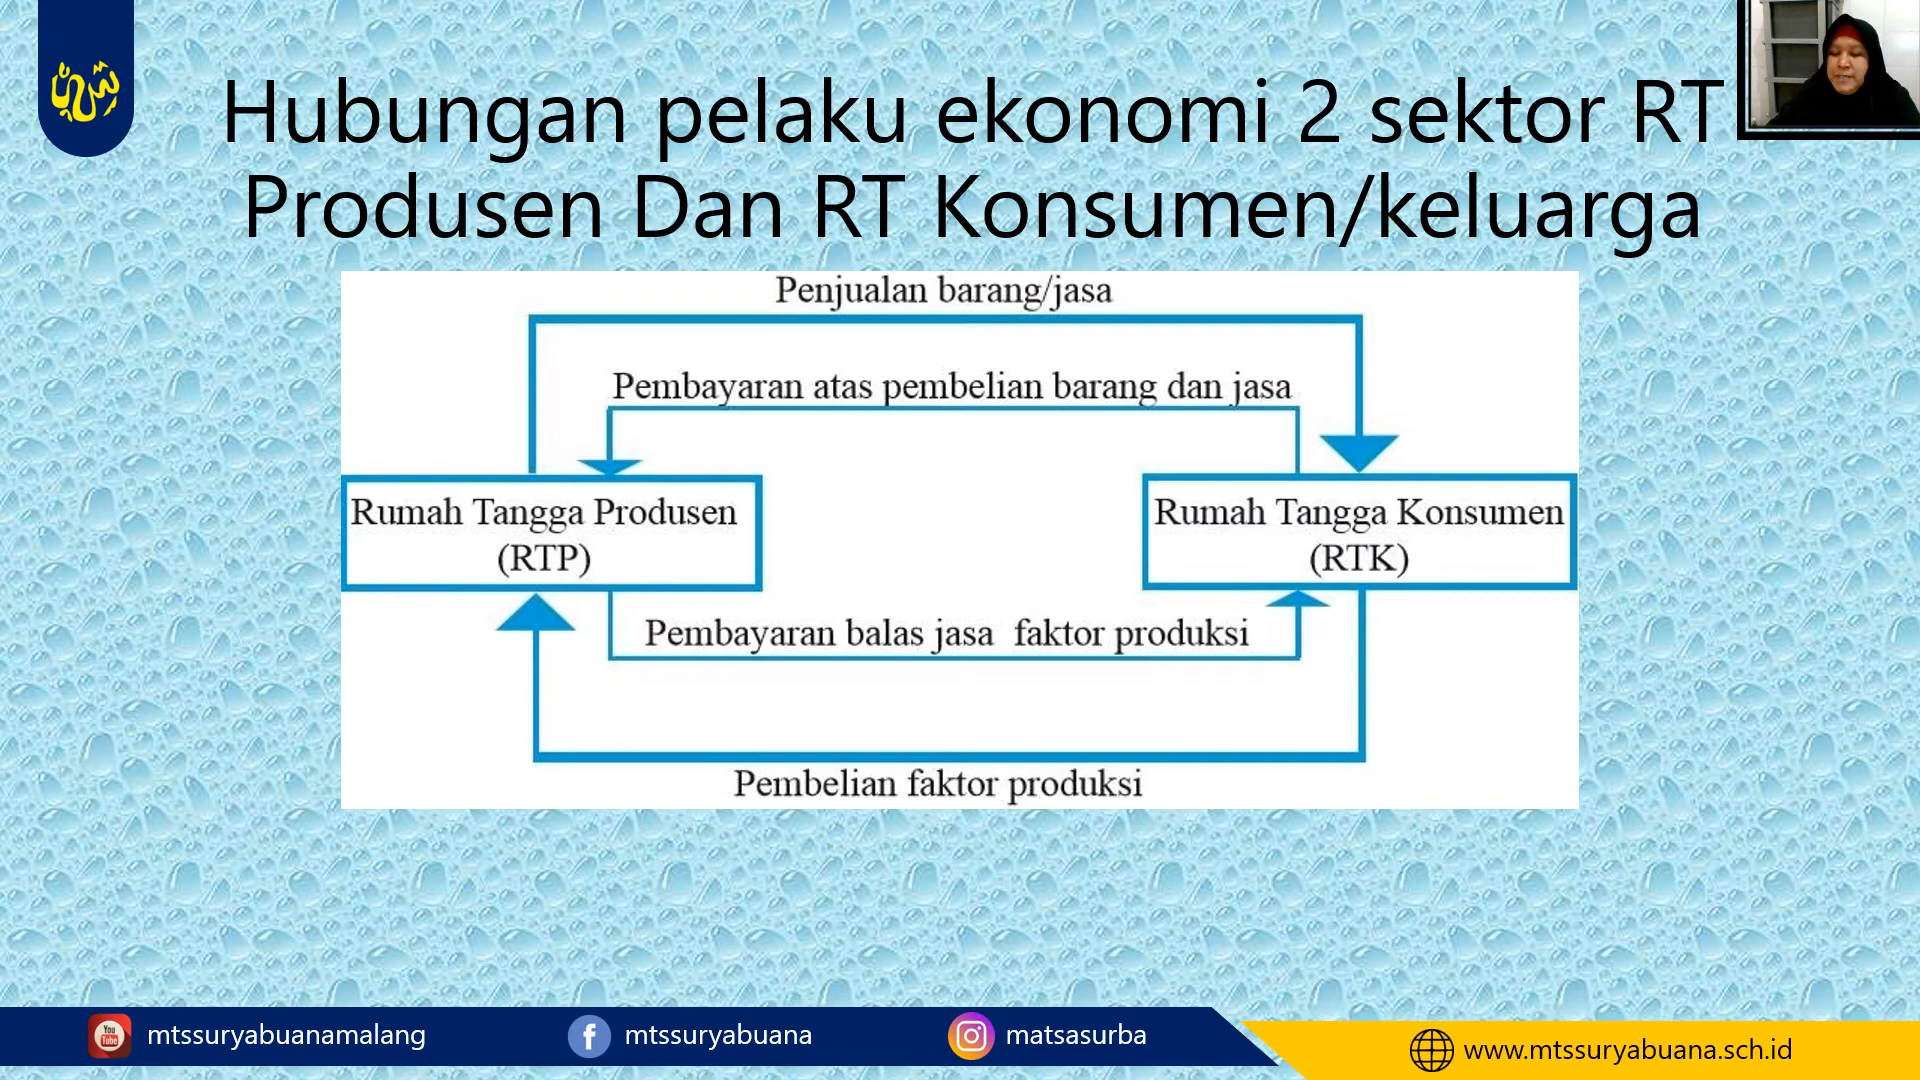 Hubungan pelaku ekonomi 2 sektor RT
Produsen Dan RT Konsumen/keluarga
Penjualan barang/jasa
Pembayaran atas pembelian barang dan jasa
Rumah Tangga Produsen
(RTP)
Rumah Tangga Konsumen
(RTK)
Pembayaran balas jasa faktor produksi
Pembelian faktor produksi
You
Tube
mtssuryabuanamalang
mtssuryabuana
matsasurba
www.mtssuryabuana.sch.id